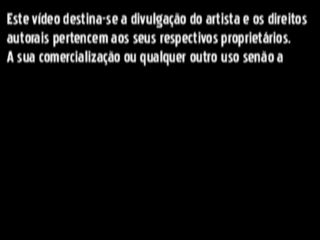 Este vídeo destina-se a divulgação do artista e os direitos
autorais pertencem aos seus respectivos proprietários.
A sua comercialização ou qualquer outro uso senão a